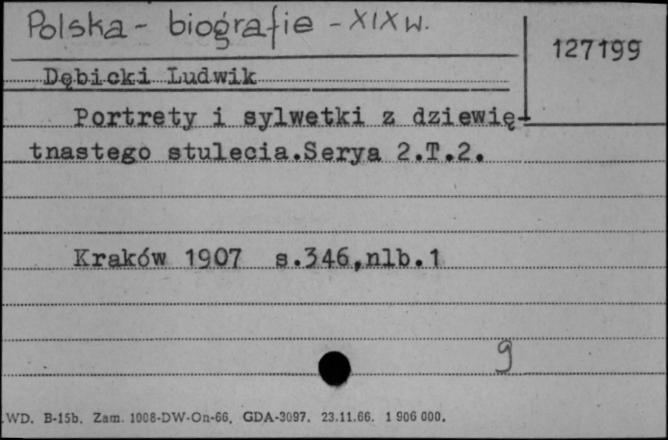 Polska - biografie - XIX w.
127199
Dębicki Ludwik
Portrety i sylwetki z dziewię-
tnastego stulecia.Serya 2.T.2.
Kraków 1907 s.346,nlb.1
g
WD. B-15b. Zam. 1008-DW-On-66. GDA-3097. 23.11.66. 1 906 000.